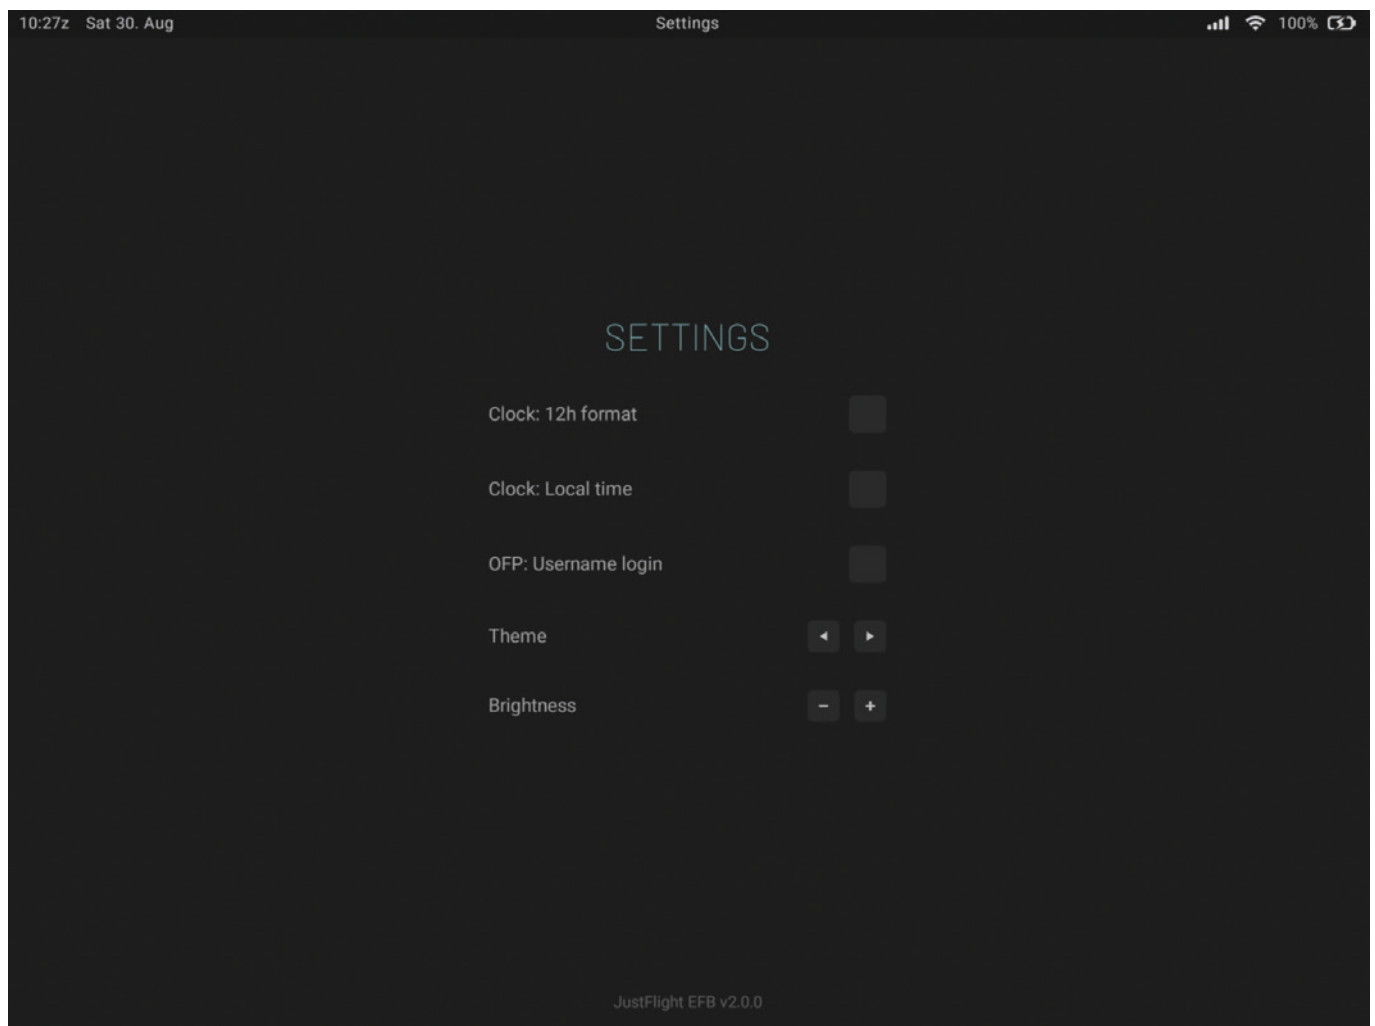 10:27z Sat 30. Aug Settings 100%
SETTINGS
Clock: 12h format
Clock: Local time
OFP: Username login
Theme
Brightness
JustFlight EFB v2.0.0